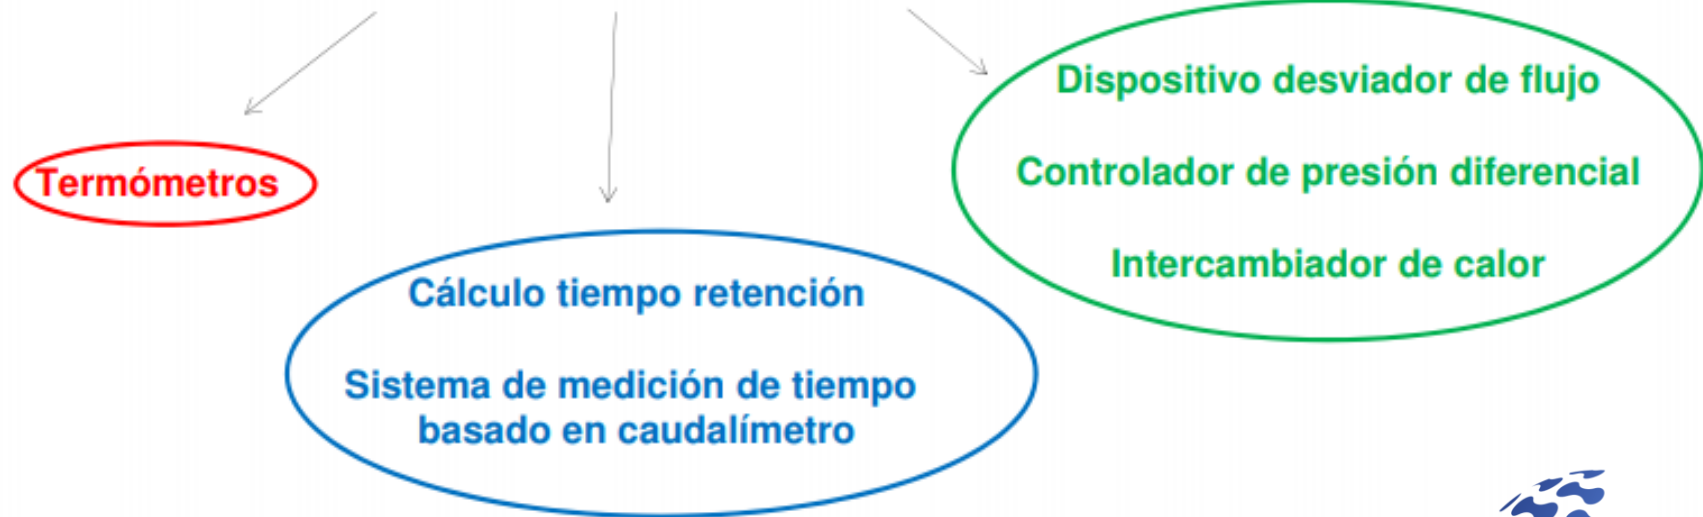 Termómetros
Cálculo tiempo retención
Sistema de medición de tiempo
basado en caudalímetro
Dispositivo desviador de flujo
Controlador de presión diferencial
Intercambiador de calor